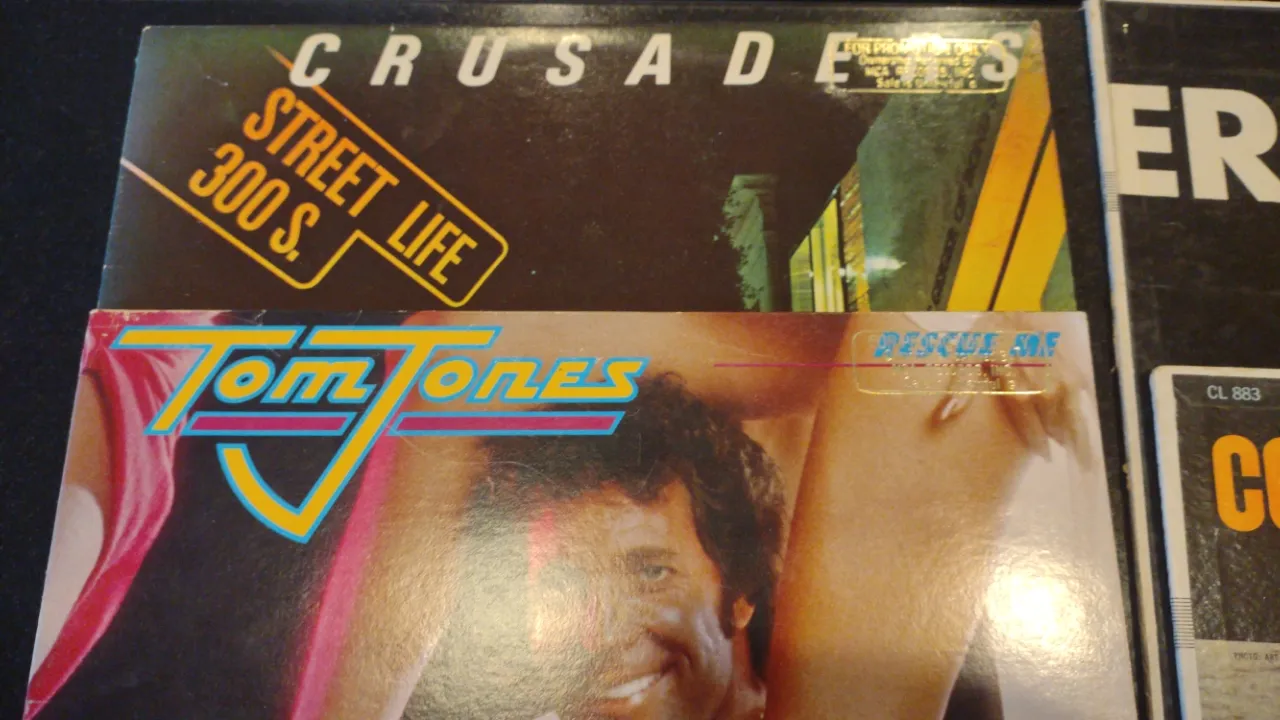 CRUSADERS
FOR PROMOTION ONLY
STREET LIFE
300 S.
ER
Tom Jones
RESCUE ME
CL 883
CO